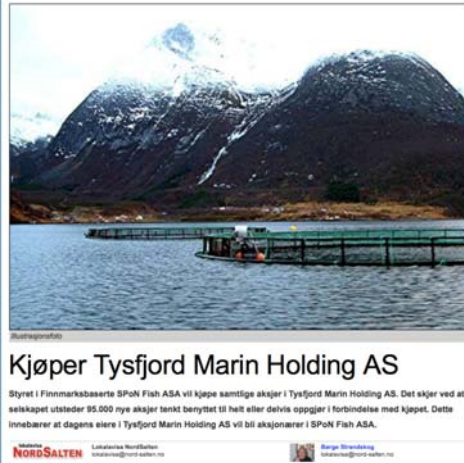 Illustrasjonsfoto
Kjøper Tysfjord Marin Holding AS
Styret i Finnmarksbaserte SPoN Fish ASA vil kjøpe samtlige aksjer i Tysfjord Marin Holding AS. Det skjer ved at
selskapet utsteder 95.000 nye aksjer tenkt benyttet til helt eller delvis oppgjør i forbindelse med kjøpet. Dette
innebærer at dagens eiere i Tysfjord Marin Holding AS vil bli aksjonærer i SPoN Fish ASA.
lokalavisa
NORDSALTEN
Lokalavisa NordSalten
lokalavisa@nord-salten.no
Børge Strandskog
lokalavisa@nord-salten.no